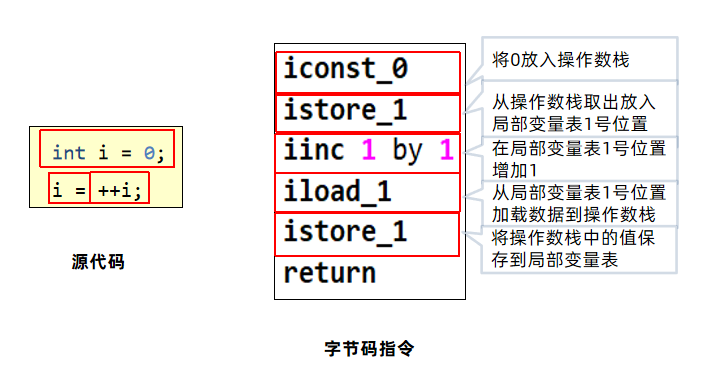 int i = 0;
i = ++i;
源代码
iconst_0
istore_1
iinc 1 by 1
iload_1
istore_1
return
字节码指令
将0放入操作数栈
从操作数栈取出放入
局部变量表1号位置
在局部变量表1号位置
增加1
从局部变量表1号位置
加载数据到操作数栈
将操作数栈中的值保
存到局部变量表